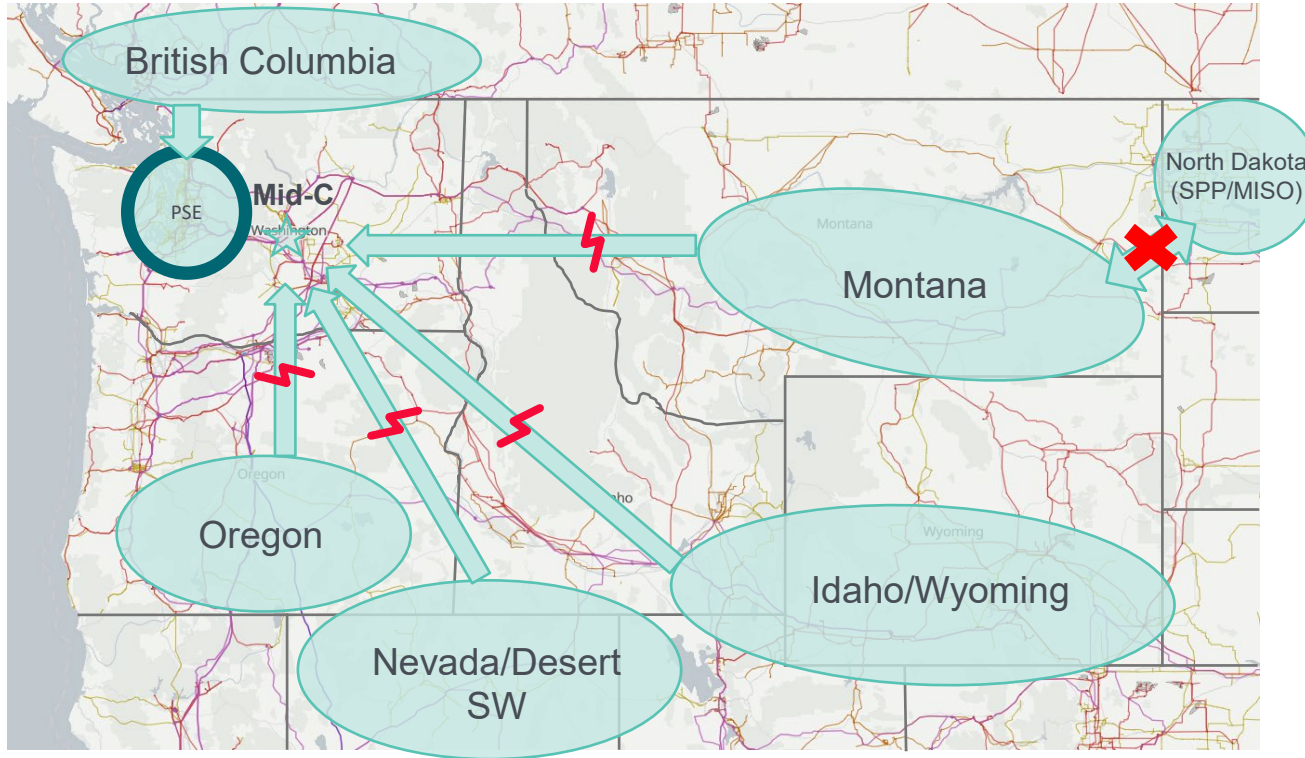 British Columbia
North Dakota
(SPP/MISO)
Mid-C
PSE
Washington
Montana
Montana
Oregon
Oregon
aho
Wyoming
Idaho/Wyoming
Nevada/Desert
SW